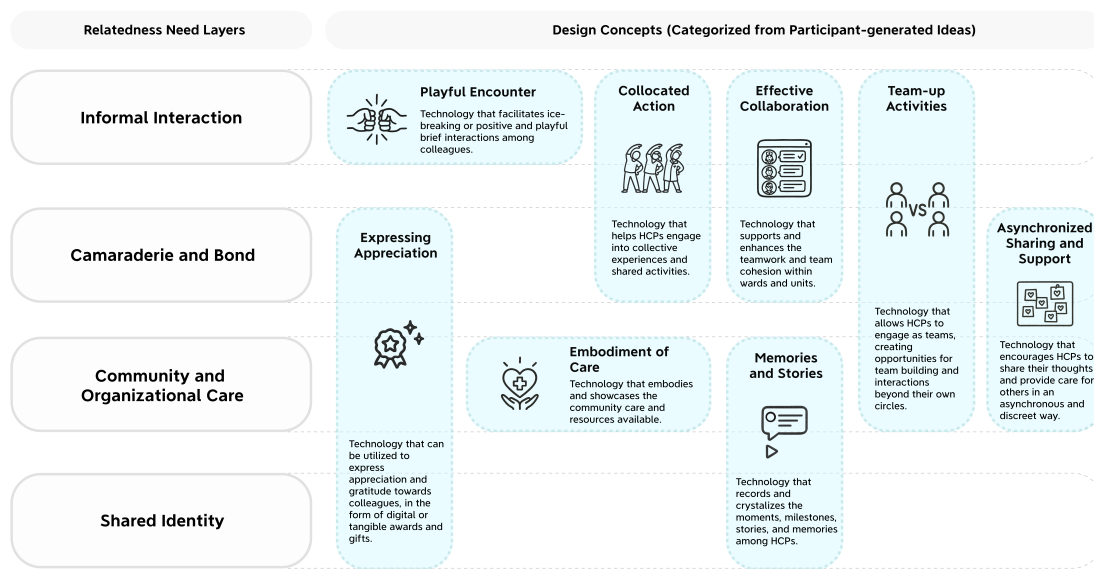 Relatedness Need Layers
Design Concepts (Categorized from Participant-generated Ideas)
Informal Interaction
Playful Encounter
Technology that facilitates ice-
breaking or positive and playful
brief interactions among
colleagues.
Collocated
Action
Technology that
helps HCPs engage
into collective
experiences and
shared activities.
Effective
Collaboration
Technology that
supports and
enhances the
teamwork and team
cohesion within
wards and units.
Team-up
Activities
VS
Technology that
allows HCPs to
engage as teams,
creating
opportunities for
team building and
interactions
beyond their own
circles.
Camaraderie and Bond
Expressing
Appreciation
Technology that can
be utilized to
express
appreciation and
gratitude towards
colleagues, in the
form of digital or
tangible awards and
gifts.
Asynchronized
Sharing and
Support
Technology that
encourages HCPs to
share their thoughts
and provide care for
others in an
asynchronous and
discreet way.
Community and
Organizational Care
Embodiment of
Care
Technology that embodies
and showcases the
community care and
resources available.
Memories
and Stories
Technology that
records and
crystalizes the
moments, milestones,
stories, and memories
among HCPs.
Shared Identity